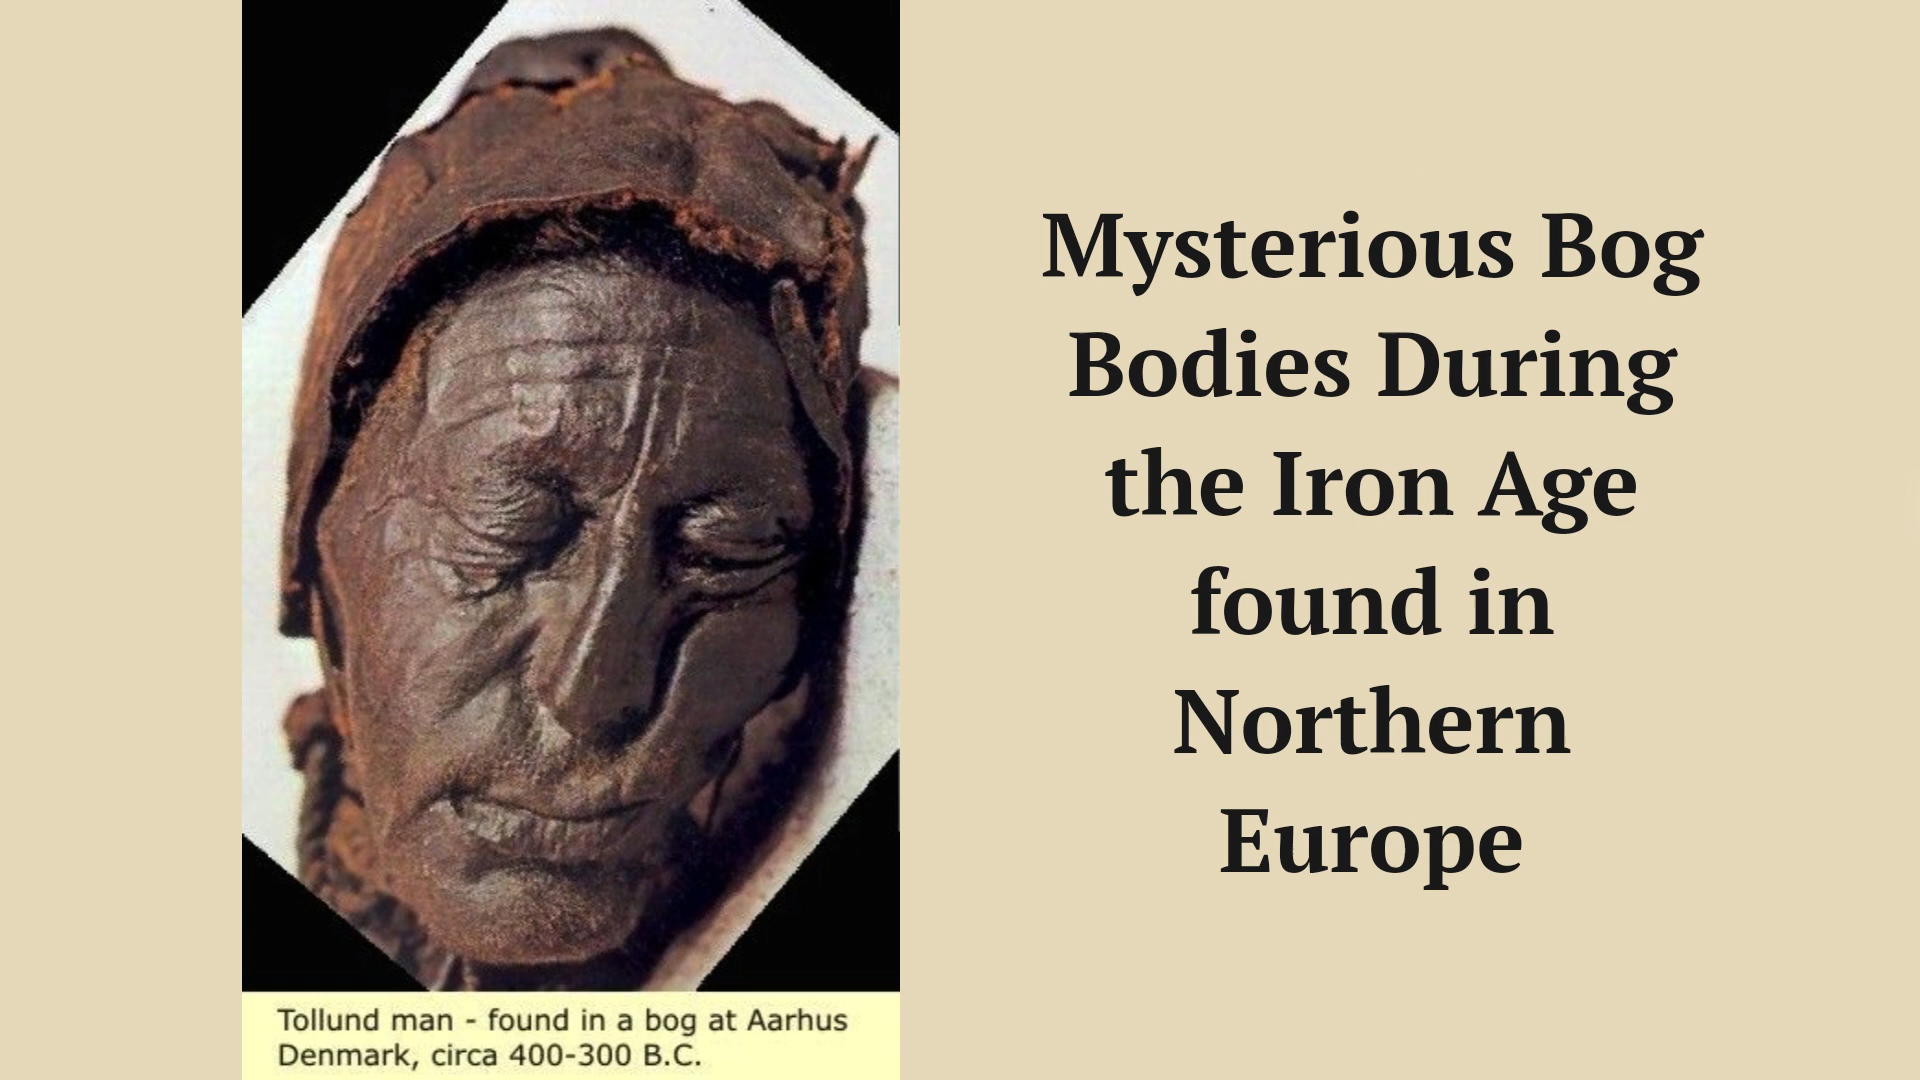 Mysterious Bog
Bodies During
the Iron Age
found in
Northern
Europe
Tollund man - found in a bog at Aarhus
Denmark, circa 400-300 B.C.